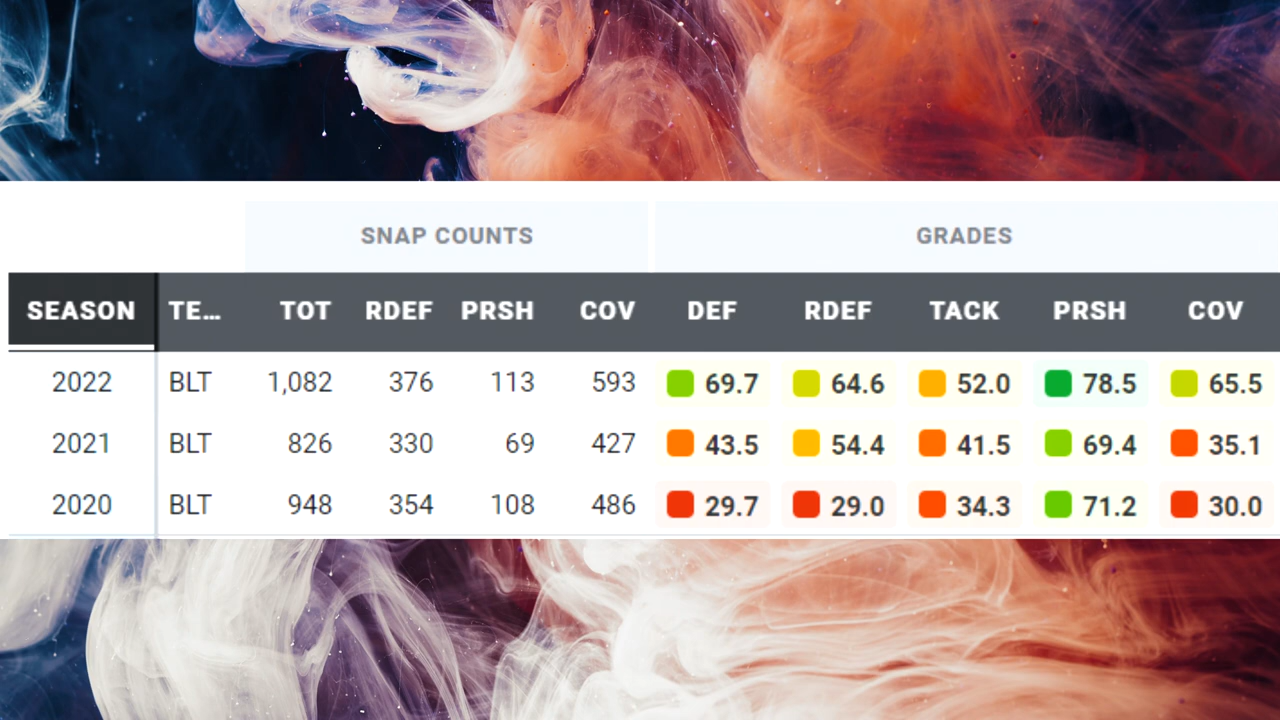 SNAP COUNTS GRADES
SEASON TE... TOT RDEF PRSH COV DEF RDEF TACK PRSH COV
2022 BLT 1,082 376 113 593 69.7 64.6 52.0 78.5 65.5
2021 BLT 826 330 69 427 43.5 54.4 41.5 69.4 35.1
2020 BLT 948 354 108 486 29.7 29.0 34.3 71.2 30.0